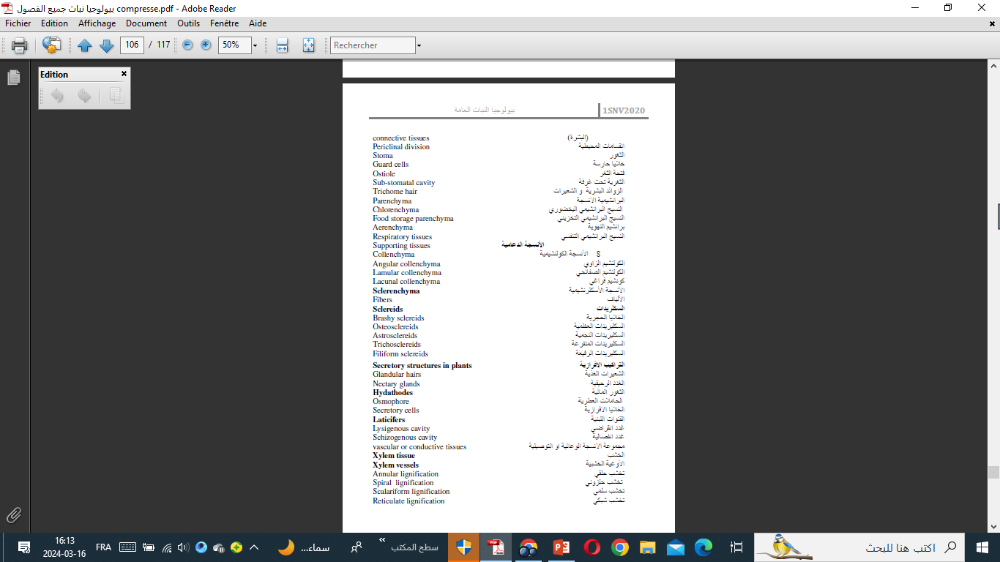 بيولوجيا نبات جميع الفصول compresse.pdf - Adobe Reader
Fichier Edition Affichage Document Outils Fenêtre Aide
106 / 117 50% Rechercher
Edition
بيولوجيا النبات العامة 1SNV2020
connective tissues (البشرة)
Periclinal division انقسامات المحيطية
Stoma الثغور
Guard cells خلايا حارسة
Ostiole فتحة الثغر
Sub-stomatal cavity الثغرية تحت غرفة
Trichome hair الزوائد البشرية و الشعيرات
Parenchyma البرانشيمية الانسجة
Chlorenchyma النسيج البرانشيمي اليخضوري
Food storage parenchyma النسيج البرانشيمي التخزيني
Aerenchyma برانشيم التهوية
Respiratory tissues النسيج البرانشيمي التنفسي
Supporting tissues الأنسجة الدعامية
Collenchyma الأنسجة الكولنشيمية 8
Angular collenchyma الكولنشيم الزاوي
Lamular collenchyma الكولنشيم الصفائحي
Lacunal collenchyma كونشيم فراغي
Sclerenchyma الأنسجة الأسكلرنشيمية
Fibers الألياف
Sclereids السكلريدات
Brashy sclereids الخلايا الحجرية
Osteosclereids السكليريدات العظمية
Astrosclereids السكليريدات النجمية
Trichosclereids السكليريدات المتفرعة
Filiform sclereids السكليريدات الرفيعة
Secretory structures in plants التراكيب الافرازية
Glandular hairs الشعيرات الغذية
Nectary glands الغدد الرحيقية
Hydathodes الثغور المائية
Osmophore الحاملات العطرية
Secretory cells الخلايا الافرازية
Laticifers القنوات اللبنية
Lysigenous cavity غدد انقراضي
Schizogenous cavity غدد انفصالية
vascular or conductive tissues مجموعة الانسجة الوعائية او التوصيلية
Xylem tissue الخشب
Xylem vessels الأوعية الخشبية
Annular lignification تخشب حلقي
Spiral lignification تخشب حلزوني
Scalariform lignification تخشب سلمي
Reticulate lignification تخشب شبكي
16:13
2024-03-16
FRA
سماء...
سطح المكتب
اكتب هنا للبحث